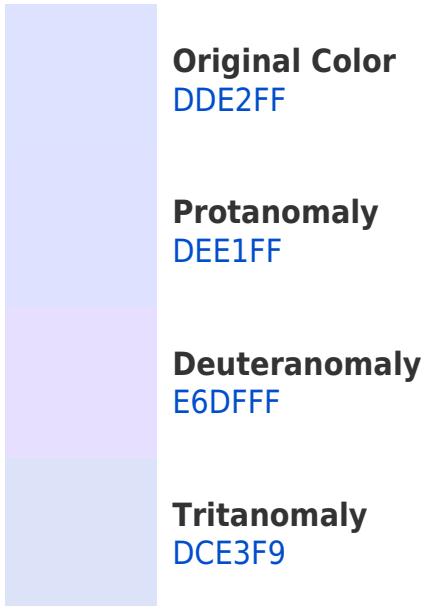 Original Color
DDE2FF
Protanomaly
DEE1FF
Deuteranomaly
E6DFFF
Tritanomaly
DCE3F9